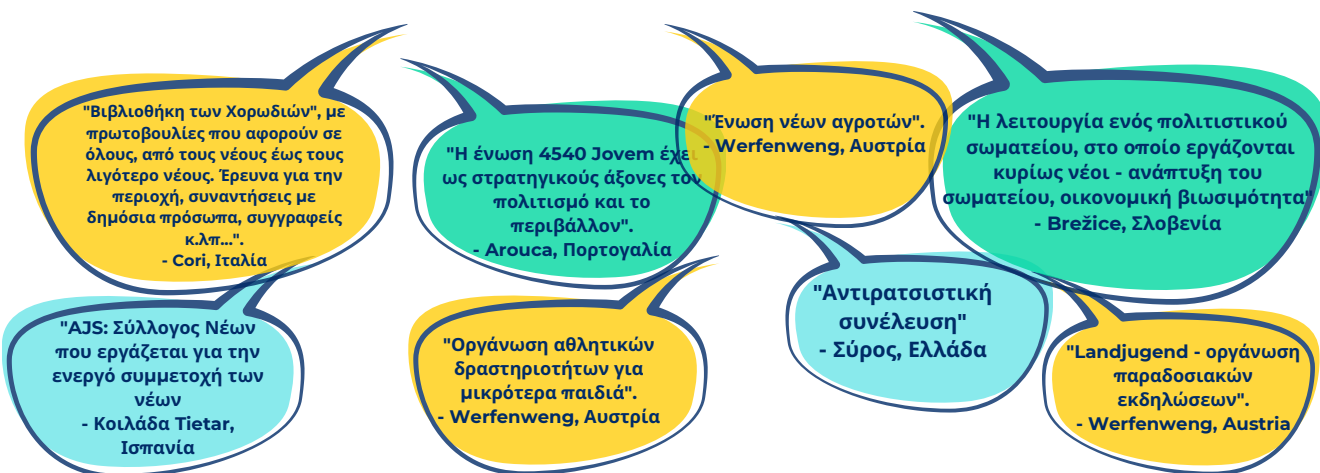 "Βιβλιοθήκη των Χορωδιών", με
πρωτοβουλίες που αφορούν σε
όλους, από τους νέους έως τους
λιγότερο νέους. Έρευνα για την
περιοχή, συναντήσεις με
δημόσια πρόσωπα, συγγραφείς
κ.λπ...".
- Cori, Ιταλία
"Η ένωση 4540 Jovem έχει
ως στρατηγικούς άξονες τον
πολιτισμό και το
περιβάλλον".
- Arouca, Πορτογαλία
"Ένωση νέων αγροτών".
- Werfenweng, Αυστρία
"Η λειτουργία ενός πολιτιστικού
σωματείου, στο οποίο εργάζονται
κυρίως νέοι - ανάπτυξη του
σωματείου, οικονομική βιωσιμότητα"
- Brežice, Σλοβενία
"AJS: Σύλλογος Νέων
που εργάζεται για την
ενεργό συμμετοχή των
νέων
- Κοιλάδα Tietar,
Ισπανία
"Οργάνωση αθλητικών
δραστηριοτήτων για
μικρότερα παιδιά".
- Werfenweng, Αυστρία
"Αντιρατσιστική
συνέλευση"
- Σύρος, Ελλάδα
"Landjugend - οργάνωση
παραδοσιακών
εκδηλώσεων".
- Werfenweng, Austria